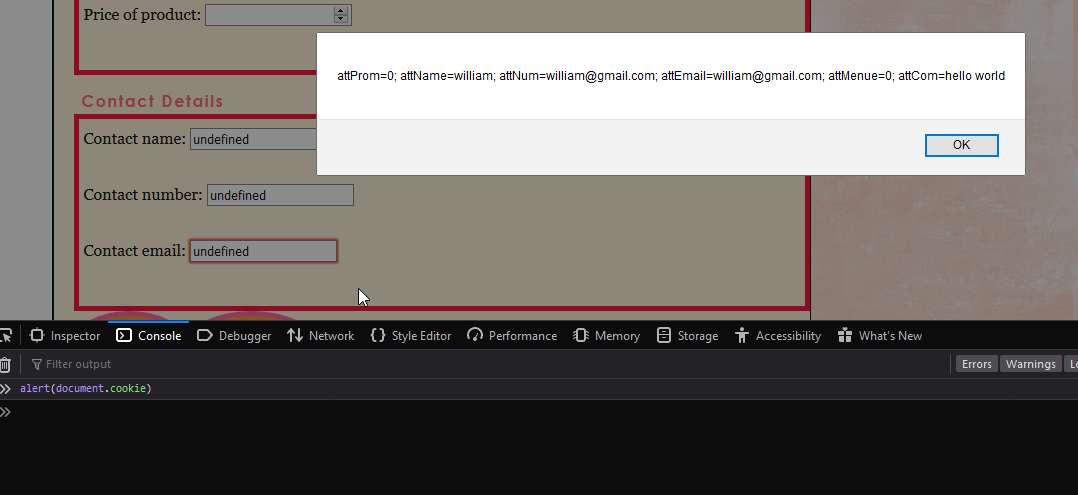 Price of product:
attProm=0; attName=william; attNum=william@gmail.com; attEmail=william@gmail.com; attMenue=0; attCom=hello world
OK
Contact Details
Contact name: undefined
Contact number: undefined
Contact email: undefined
Inspector Console Debugger Network {} Style Editor Performance Memory Storage Accessibility What's New
Filter output Errors Warnings
>> alert(document.cookie)
>>